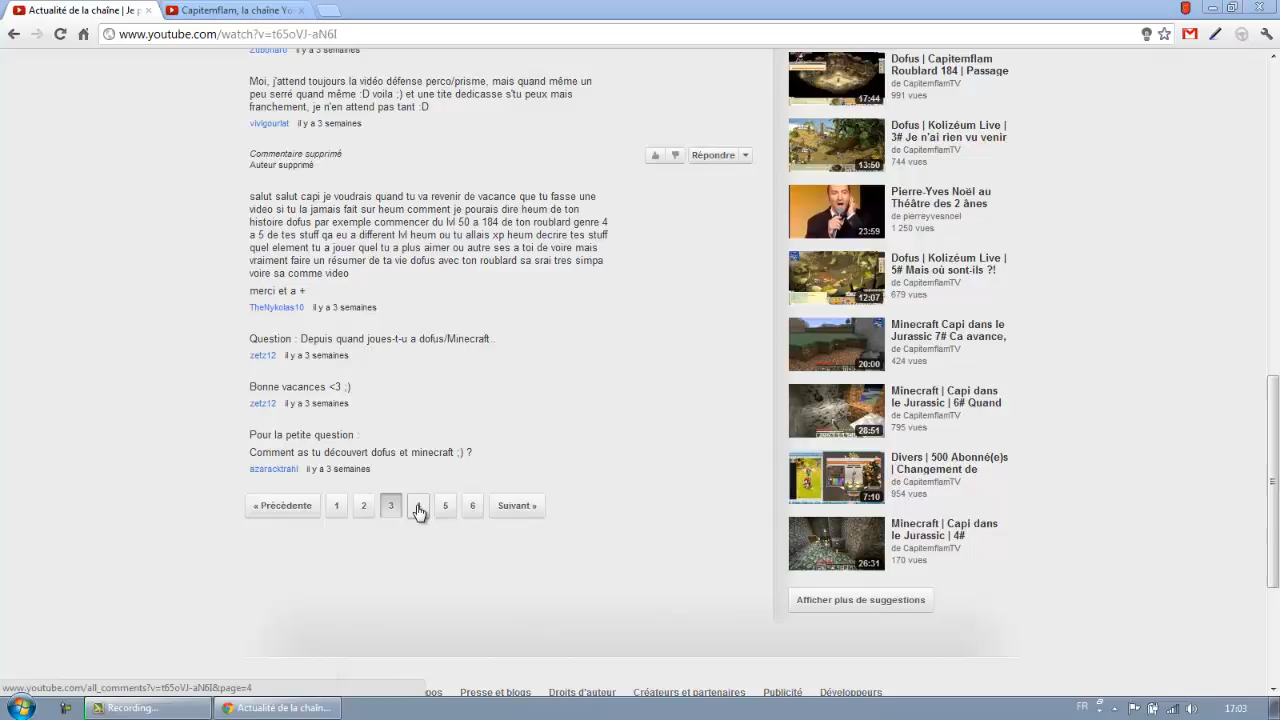 Actualité de la chaîne | Je p
Capitemflam, la chaîne Yo
www.youtube.com/watch?v=t65oVJ-aN6I
il y a 3 semaines
Moi, j'attend toujours la video défense perco/prisme, mais quand même un
peu serré quand même :D voila ;) et une tite dedicasse s'tu peux mais
franchement, je n'en attend pas tant :D
vivigourlat il y a 3 semaines
Commentaire supprimé
Auteur supprimé
Répondre
salut salut capi je voudrais quand tu va revenir de vacance que tu fasse une
video si tu la jamais fait sur heum comment je pourais dire heum de ton
histoire dofus par exemple commencer du lvl 50 a 184 de ton roublard genre 4
a 5 de tes stuff qa eu a different lvl heum ou tu allais xp heum decrire tes stuff
quel element tu a jouer quel tu a plus aimer ou autre ses a toi de voire mais
vraiment faire un résumer de ta vie dofus avec ton roublard sa srai tres simpa
voire sa comme video
merci et a +
TheNykolas10 il y a 3 semaines
Question : Depuis quand joues-t-u a dofus/Minecraft..
zetz12 il y a 3 semaines
Bonne vacances <3 ;)
zetz12 il y a 3 semaines
Pour la petite question :
Comment as tu découvert dofus et minecraft ;) ?
azaracktrahl il y a 3 semaines
« Précédente 1 2 3 5 6 Suivant »
Dofus | Capitemflam
Roublard 184 | Passage
de CapitemflamTV
991 vues
17:44
Dofus | Kolizéum Live |
3# Je n'ai rien vu venir
de CapitemflamTV
744 vues
13:50
Pierre-Yves Noël au
Théâtre des 2 ânes
de pierreyvesnoel
1 250 vues
23:59
Dofus | Kolizéum Live |
5# Mais où sont-ils ?!
de CapitemflamTV
679 vues
12:07
Minecraft Capi dans le
Jurassic 7# Ca avance,
de CapitemflamTV
424 vues
20:00
Minecraft | Capi dans
le Jurassic | 6# Quand
de CapitemflamTV
795 vues
28:51
Divers | 500 Abonné(e)s
| Changement de
de CapitemflamTV
954 vues
7:10
Minecraft | Capi dans
le Jurassic | 4#
de CapitemflamTV
170 vues
26:31
Afficher plus de suggestions
www.youtube.com/all_comments?v=t65oVJ-aN6I&page=4
opos Presse et blogs Droits d'auteur Créateurs et partenaires Publicité Développeurs
Recording...
Actualité de la chaîn...
FR
17:03